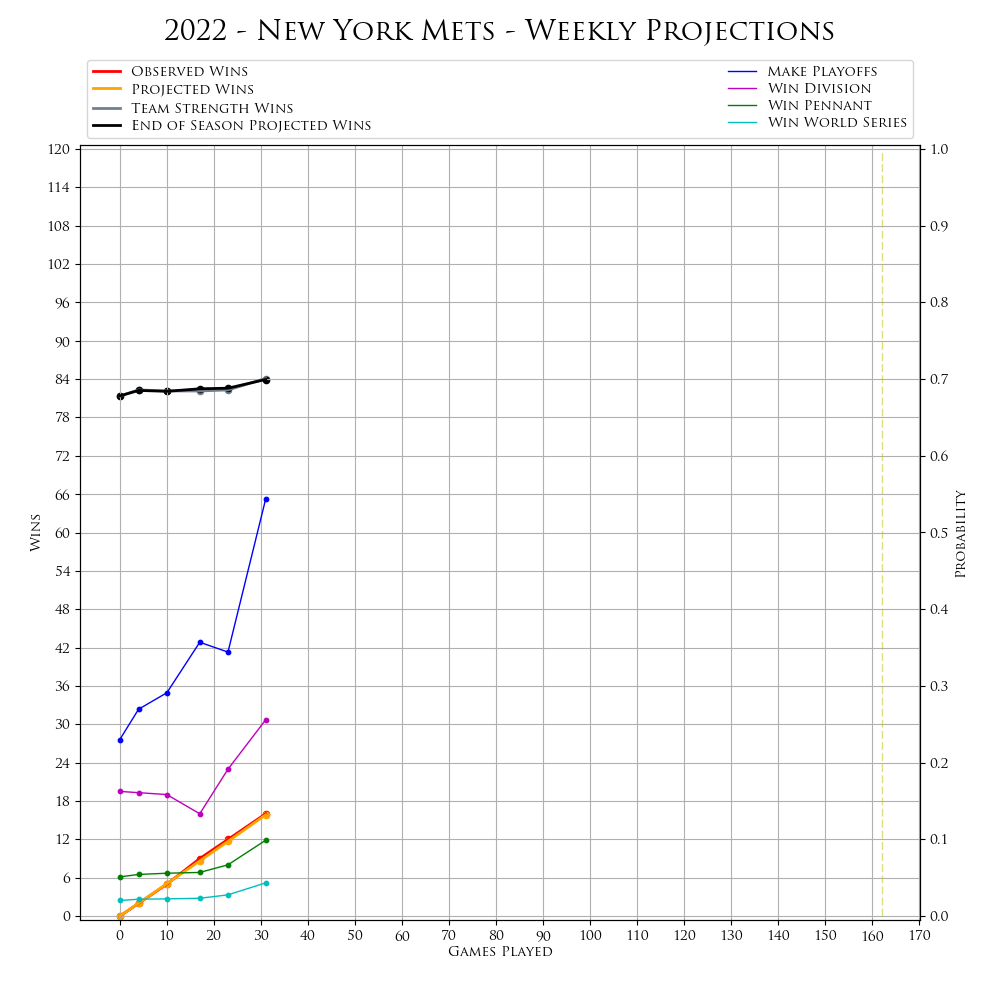 2022 - New York Mets - Weekly Projections
Observed Wins
Projected Wins
Team Strength Wins
End of Season Projected Wins
Make Playoffs
Win Division
Win Pennant
Win World Series
120
114
108
102
96
90
84
78
72
66
60
54
48
42
36
30
24
18
12
6
0
Wins
1.0
0.9
0.8
0.7
0.6
0.5
0.4
0.3
0.2
0.1
0.0
Probability
0 10 20 30 40 50 60 70 80 90 100 110 120 130 140 150 160 170
Games Played